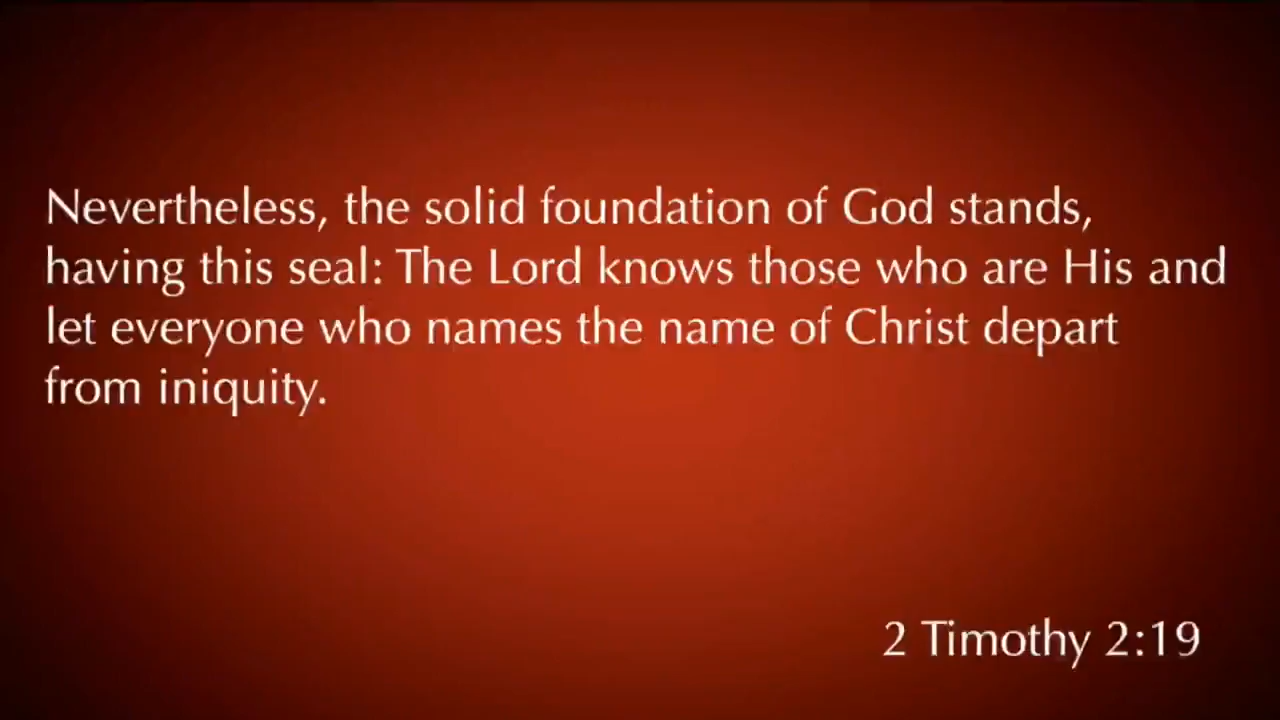 Nevertheless, the solid foundation of God stands,
having this seal: The Lord knows those who are His and
let everyone who names the name of Christ depart
from iniquity.
2 Timothy 2:19